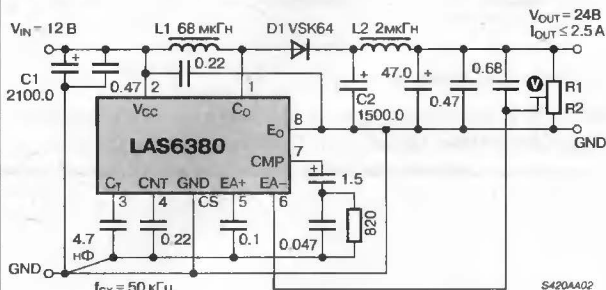 V_IN = 12 В
L1 68 мкГн
D1 VSK64
L2 2мкГн
V_OUT = 24В
I_OUT ≤ 2.5 А
C1
2100.0
0.47
0.22
2
1
V_CC
C_O
C2
1500.0
47.0
0.47
0.68
V
R1
R2
E_O
8
GND
LAS6380
CMP
7
1.5
C_T
CNT
GND
CS
EA+
EA−
3
4
5
6
4.7
нФ
0.22
0.1
0.047
820
GND
f_CK = 50 кГц
S420AA02